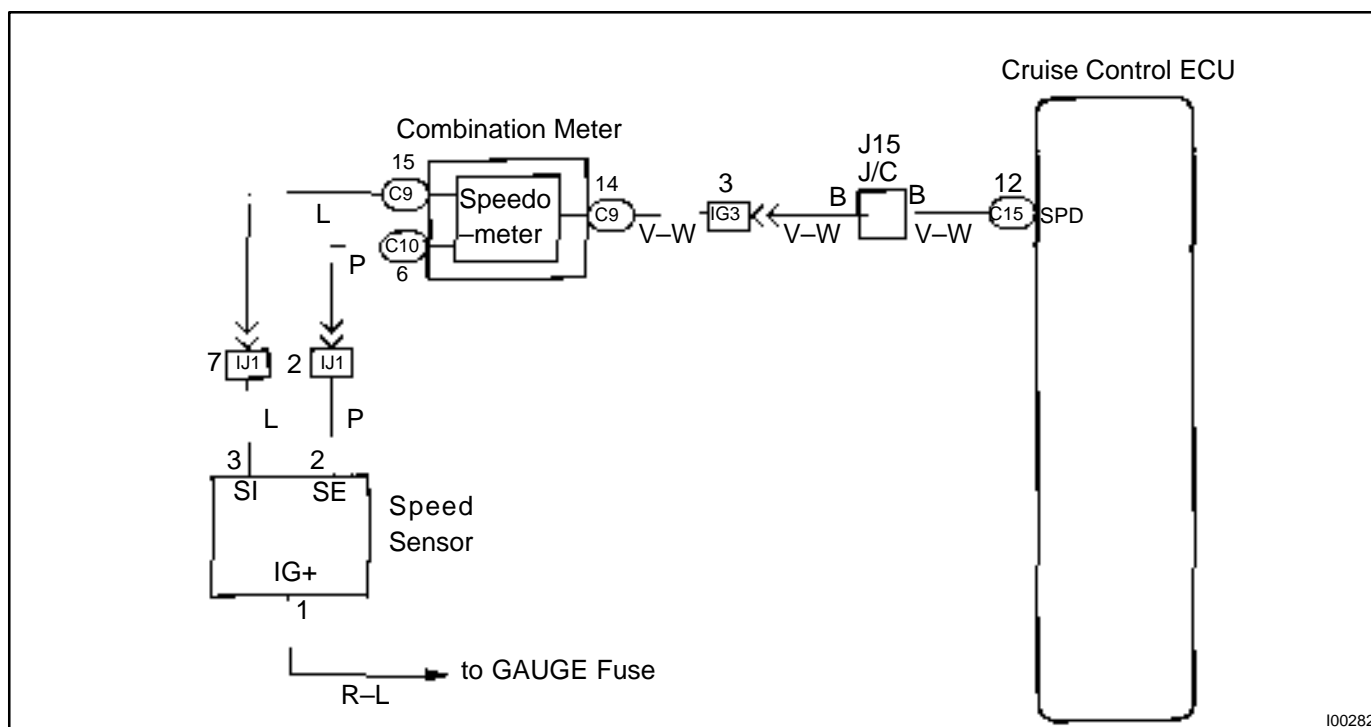 Cruise Control ECU
Combination Meter
15
C9
L
C10
6
P
Speedo
–meter
14
C9
V–W
3
IG3
V–W
J15
J/C
B
B
V–W
12
C15
SPD
7
IJ1
2
IJ1
L
P
3
2
SI
SE
Speed
Sensor
IG+
1
to GAUGE Fuse
R–L
I00282